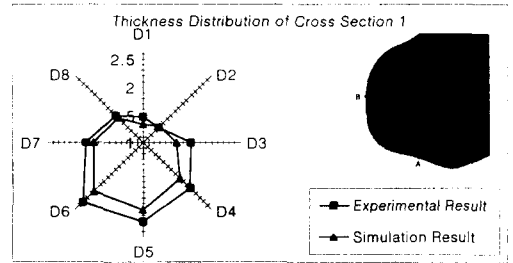 Thickness Distribution of Cross Section 1
D1
D8
2.5
D2
2
D7
1
D3
B
A
D6
D4
D5
Experimental Result
Simulation Result